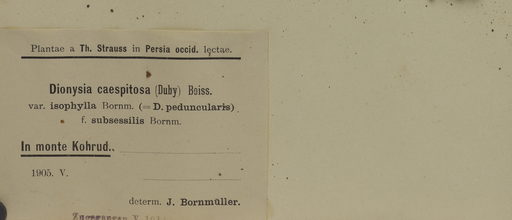 Plantae a Th. Strauss in Persia occid. lectae.
Dionysia caespitosa (Duby) Boiss.
var. isophylla Bornm. (= D. peduncularis)
f. subsessilis Bornm.
In monte Kohrud..
1905. V.
determ. J. Bornmüller.